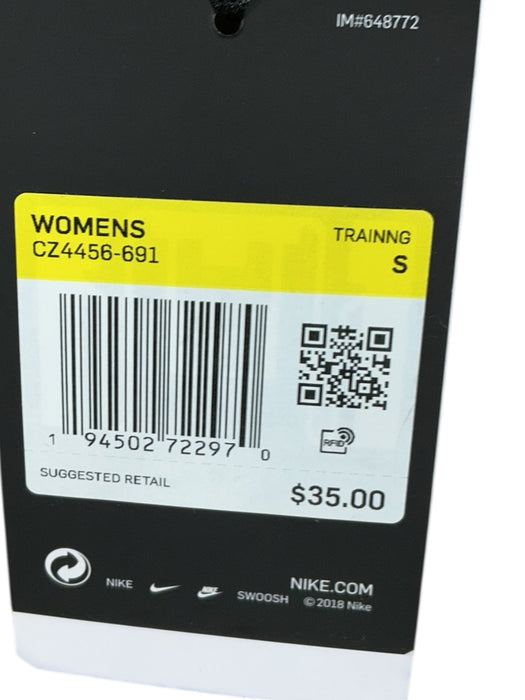 IM#648772
WOMENS
TRAINNG
CZ4456-691
S
1 94502 72297 0
RFID
SUGGESTED RETAIL
$35.00
NIKE
NIKE
SWOOSH
NIKE.COM
©2018 Nike